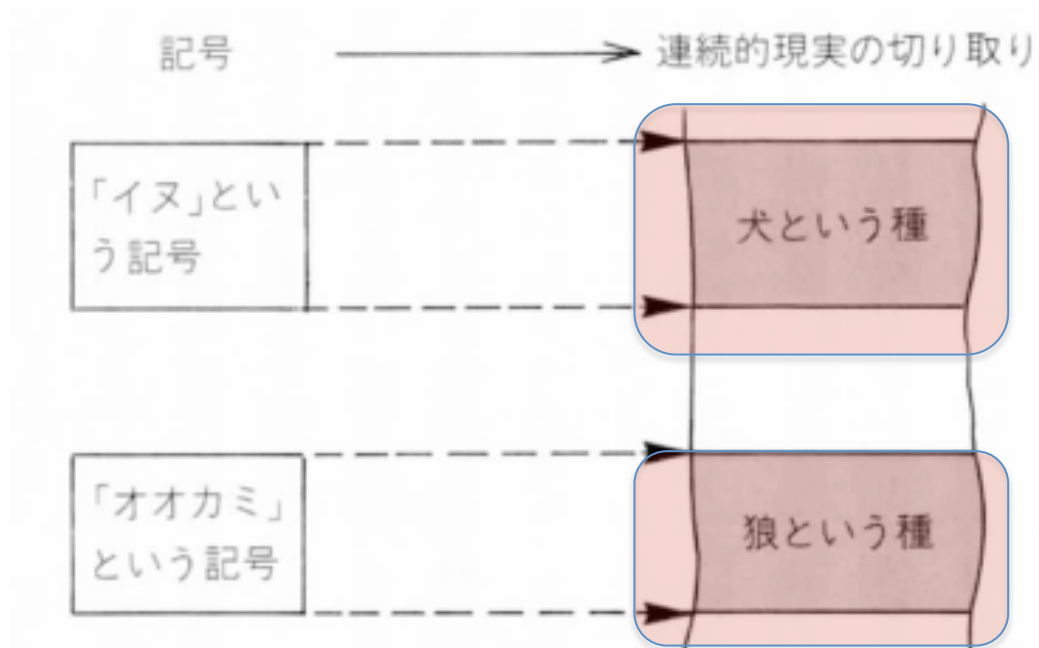 記号
連続的現実の切り取り
「イヌ」とい
う記号
犬という種
「オオカミ」
という記号
狼という種